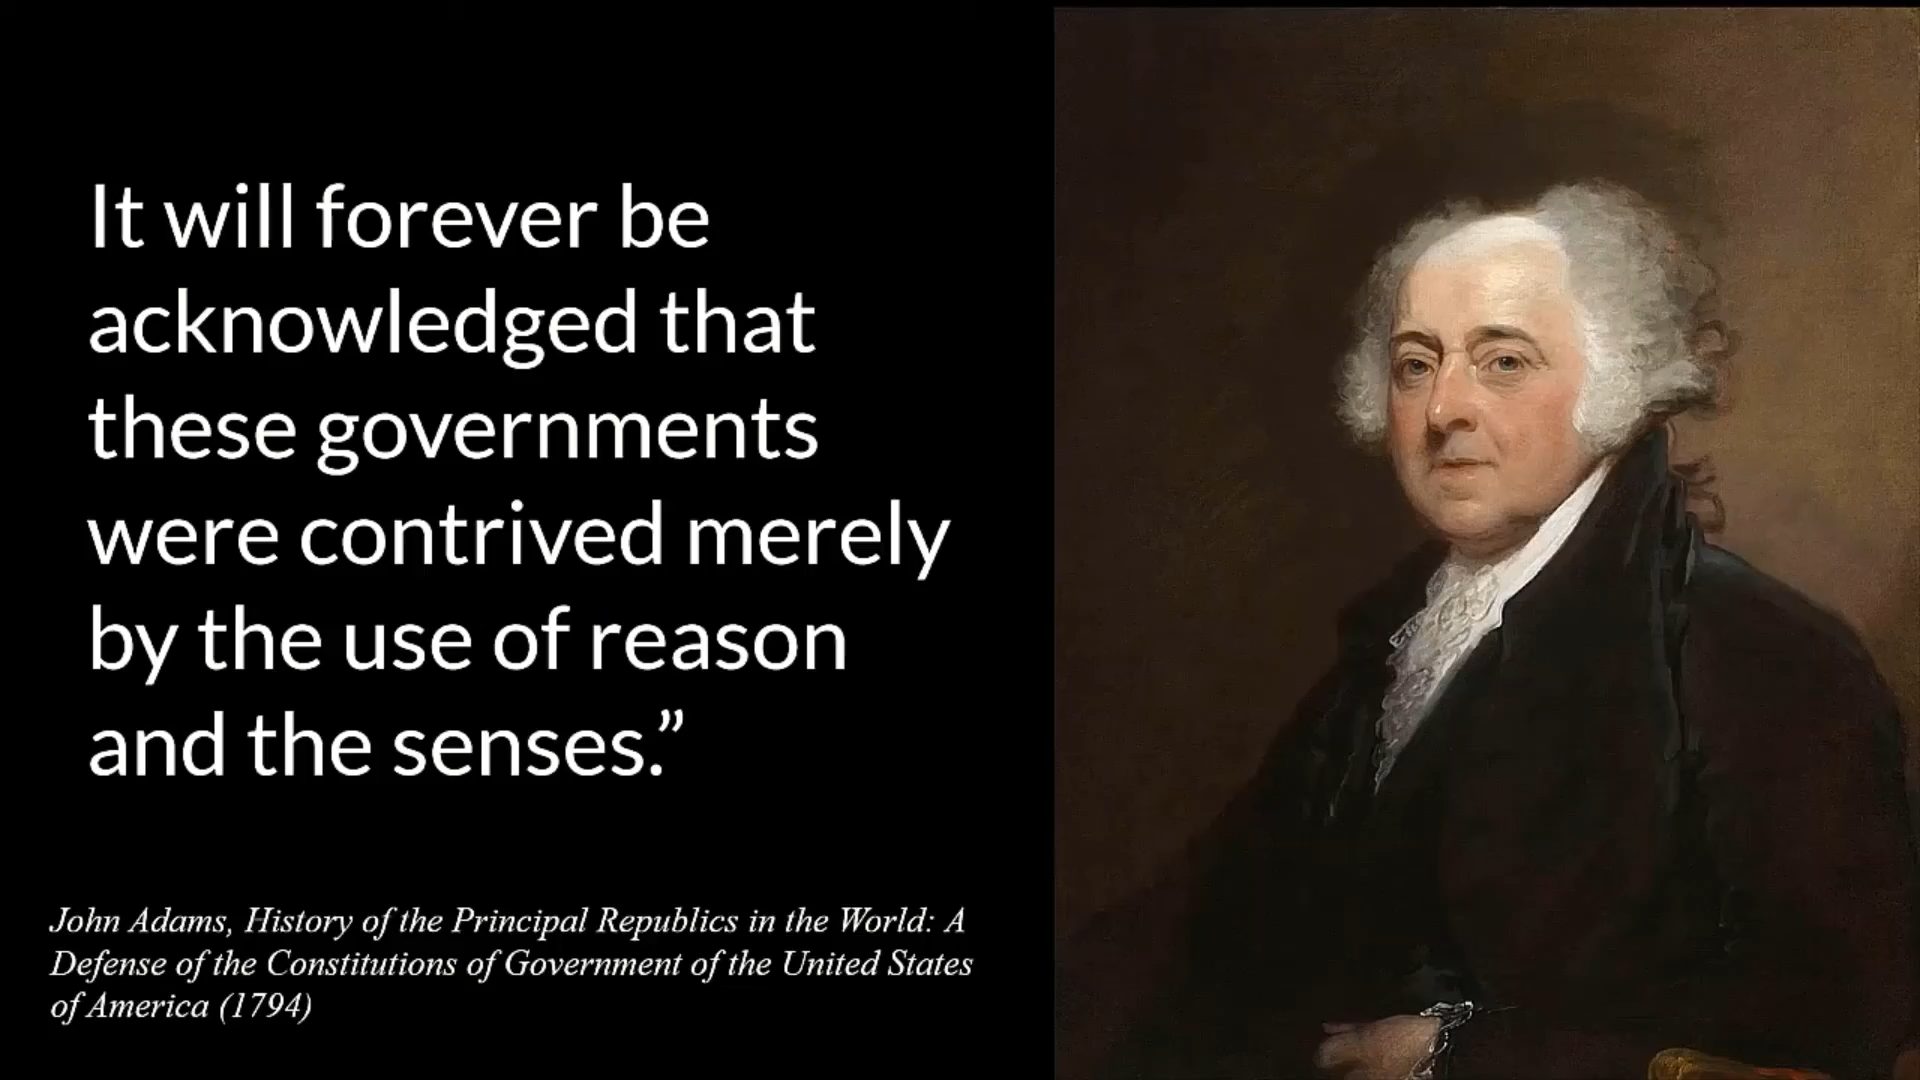 It will forever be
acknowledged that
these governments
were contrived merely
by the use of reason
and the senses.”
John Adams, History of the Principal Republics in the World: A
Defense of the Constitutions of Government of the United States
of America (1794)